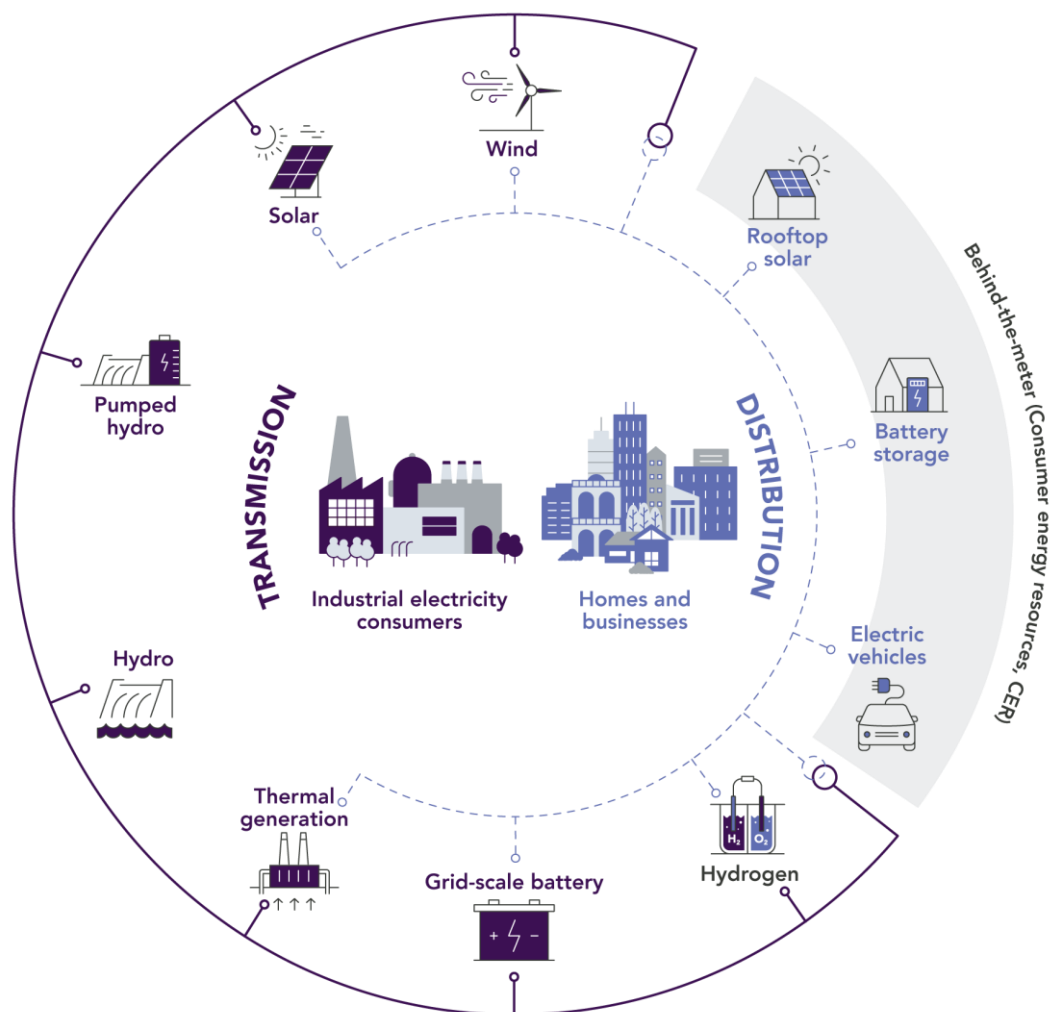 Wind
Solar
Rooftop
solar
Behind-the-meter (Consumer energy resources, CER)
Pumped
hydro
TRANSMISSION
DISTRIBUTION
Battery
storage
Industrial electricity
consumers
Homes and
businesses
Electric
vehicles
Hydro
Thermal
generation
Grid-scale battery
+ -
H₂
O₂
Hydrogen